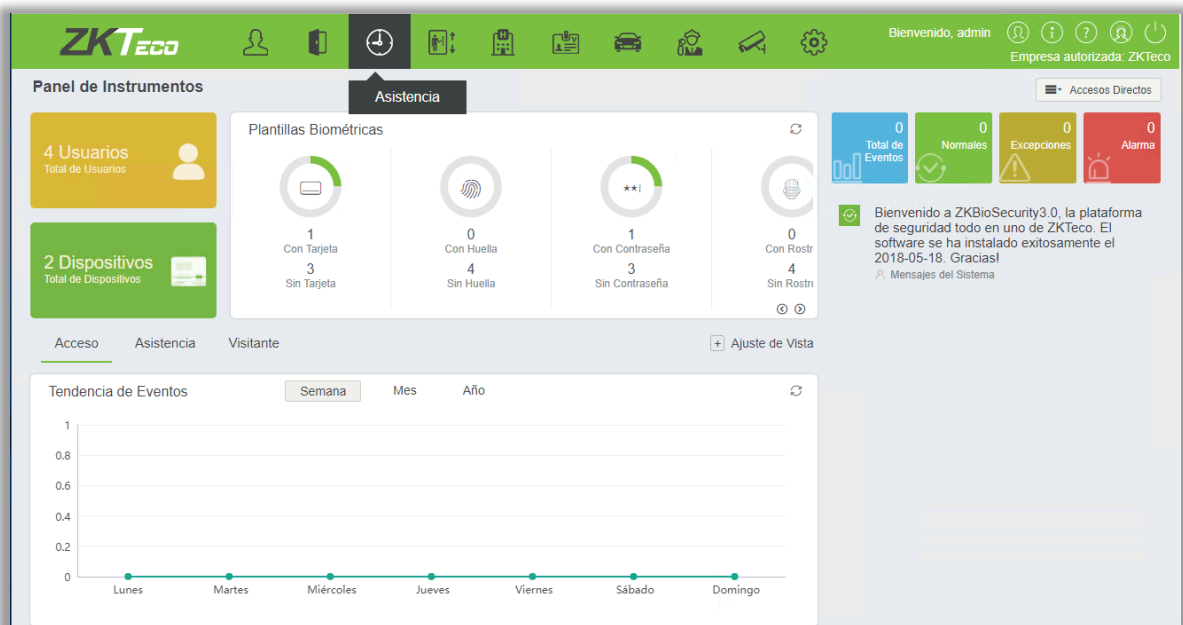 ZKTECO
Bienvenido, admin
Empresa autorizada: ZKTeco
Panel de Instrumentos
Asistencia
Accesos Directos
4 Usuarios
Total de Usuarios
2 Dispositivos
Total de Dispositivos
Plantillas Biométricas
**|
1
Con Tarjeta
3
Sin Tarjeta
0
Con Huella
4
Sin Huella
1
Con Contraseña
3
Sin Contraseña
0
Con Rostr
4
Sin Rostro
0
Total de
Eventos
0
Normales
0
Excepciones
0
Alarma
Bienvenido a ZKBioSecurity3.0, la plataforma
de seguridad todo en uno de ZKTeco. El
software se ha instalado exitosamente el
2018-05-18. Gracias!
Mensajes del Sistema
Acceso Asistencia Visitante
Ajuste de Vista
Tendencia de Eventos
Semana Mes Año
1
0.8
0.6
0.4
0.2
0
Lunes Martes Miércoles Jueves Viernes Sábado Domingo